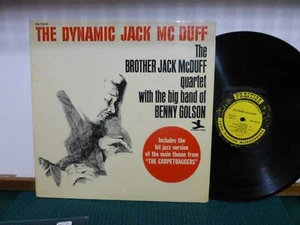 THE DYNAMIC JACK MC DUFF
The
BROTHER JACK McDUFF
quartet
with the big band of
BENNY GOLSON
Includes the
hit jazz version
of the main theme from
"THE CARPETBAGGERS"
PRESTIGE